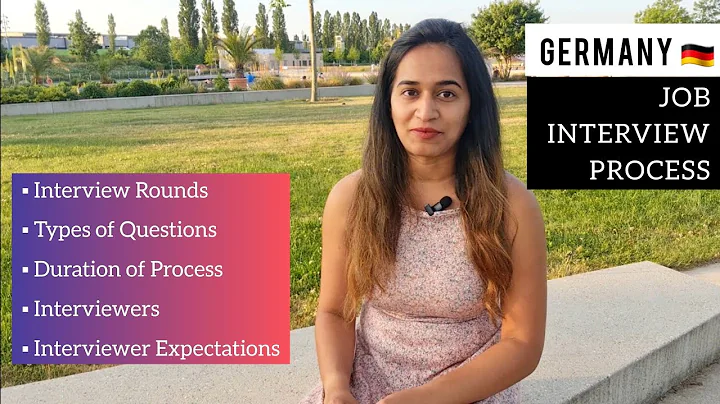 GERMANY 🇩🇪
JOB
INTERVIEW
PROCESS
▪ Interview Rounds
▪ Types of Questions
▪ Duration of Process
▪ Interviewers
▪ Interviewer Expectations